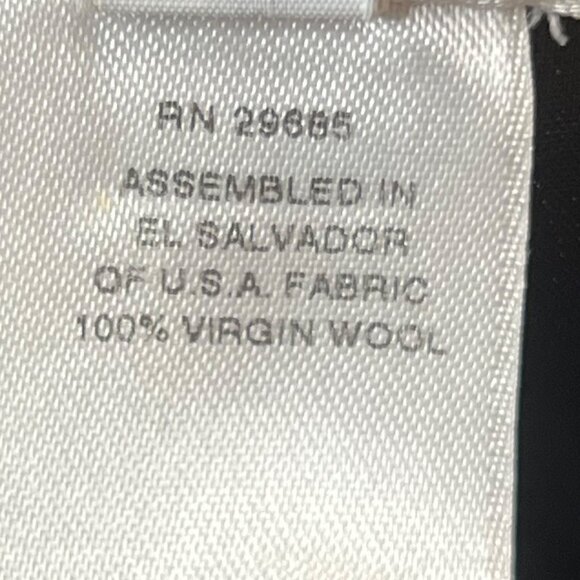 RN 29685
ASSEMBLED IN
EL SALVADOR
OF U.S.A. FABRIC
100% VIRGIN WOOL